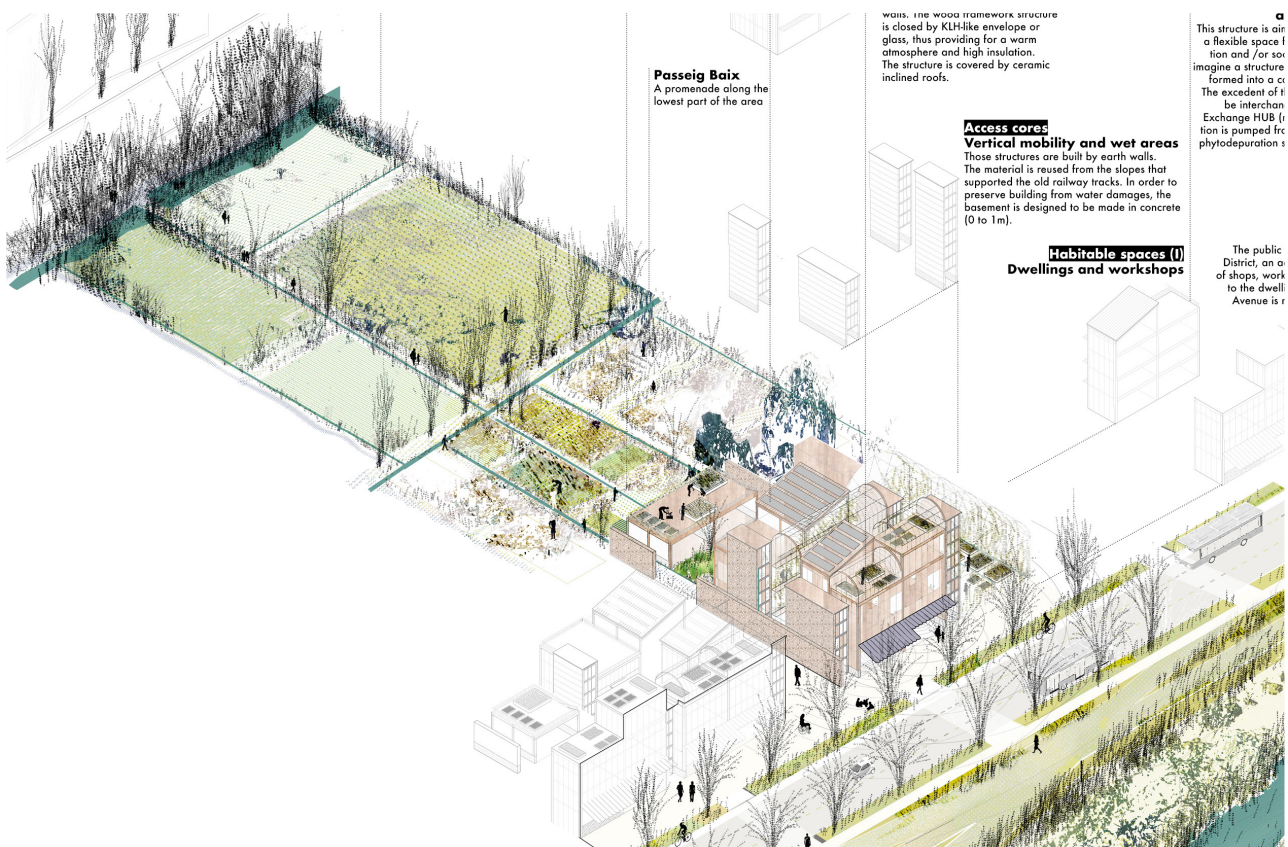 walls. The wood framework structure
is closed by KLH-like envelope or
glass, thus providing for a warm
atmosphere and high insulation.
The structure is covered by ceramic
inclined roofs.
Passeig Baix
A promenade along the
lowest part of the area
Access cores
Vertical mobility and wet areas
Those structures are built by earth walls.
The material is reused from the slopes that
supported the old railway tracks. In order to
preserve building from water damages, the
basement is designed to be made in concrete
(0 to 1m).
Habitable spaces (I)
Dwellings and workshops
This structure is
a flexible space
tion and /or
imagine a structure
formed into a
The excedent of
be
Exchange HUB
tion is pumped
phytodepuration
The public
District, an
of shops,
to the
Avenue is